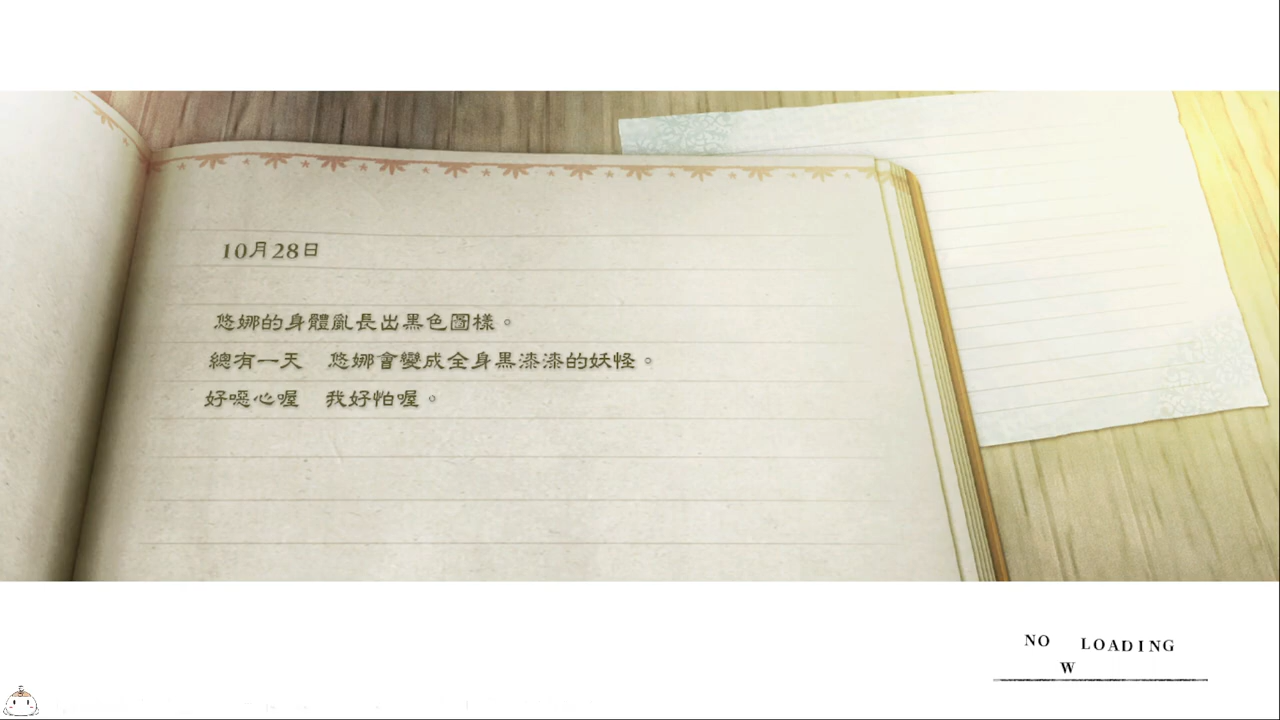 10月28日
悠娜的身體亂長出黑色圖樣。
總有一天　悠娜會變成全身黑漆漆的妖怪。
好噁心喔　我好怕喔。
NO W LOADING